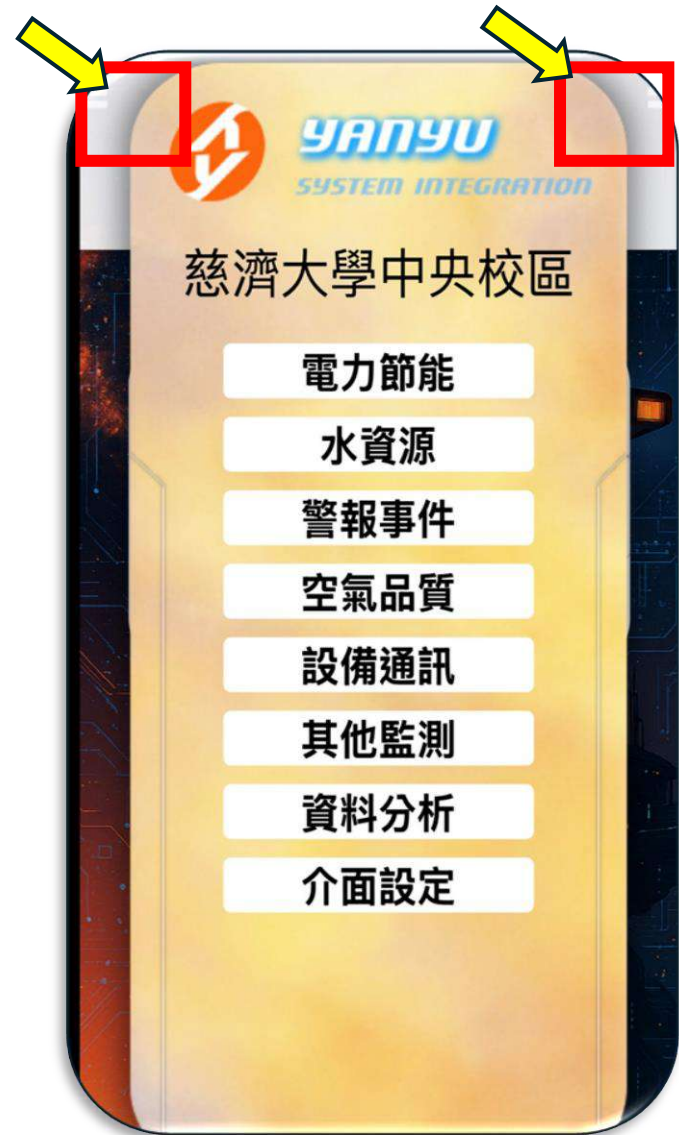 YANYU
SYSTEM INTEGRATION
慈濟大學中央校區
電力節能
水資源
警報事件
空氣品質
設備通訊
其他監測
資料分析
介面設定